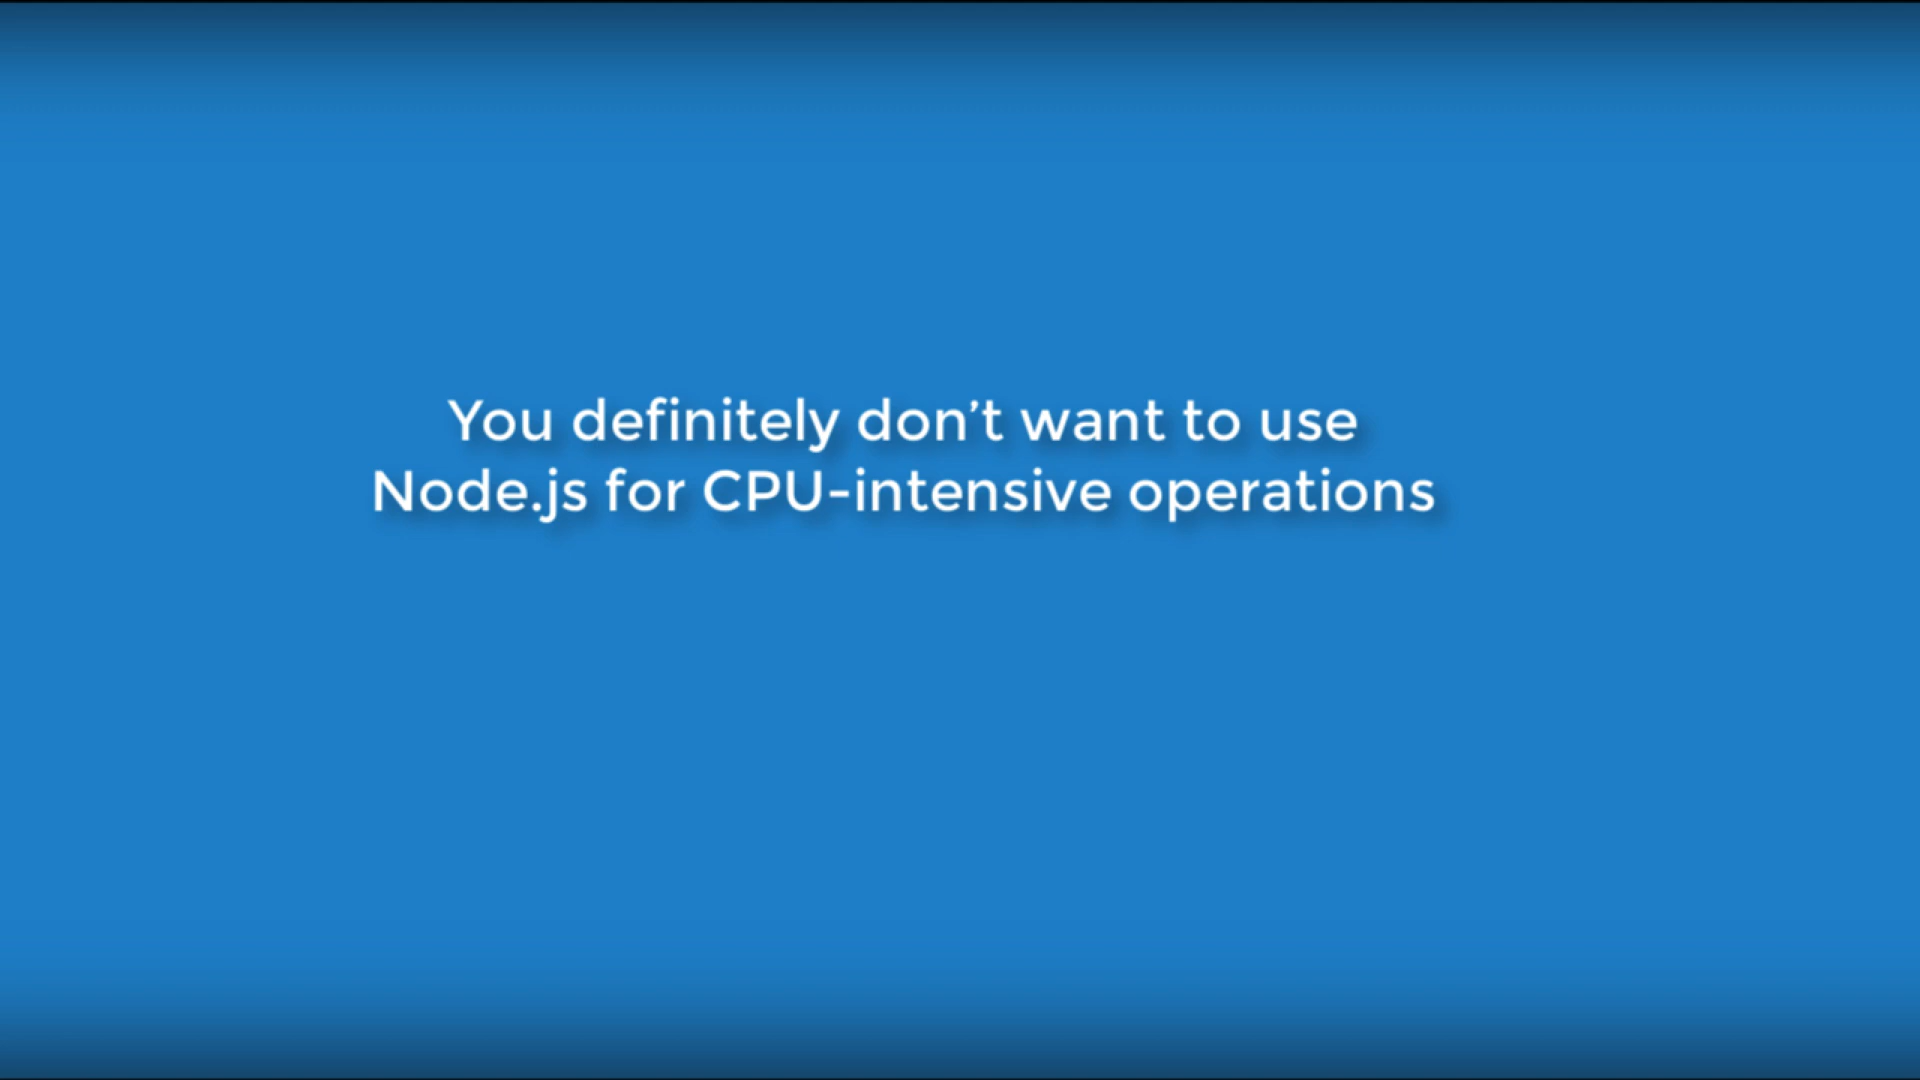 You definitely don’t want to use
Node.js for CPU-intensive operations